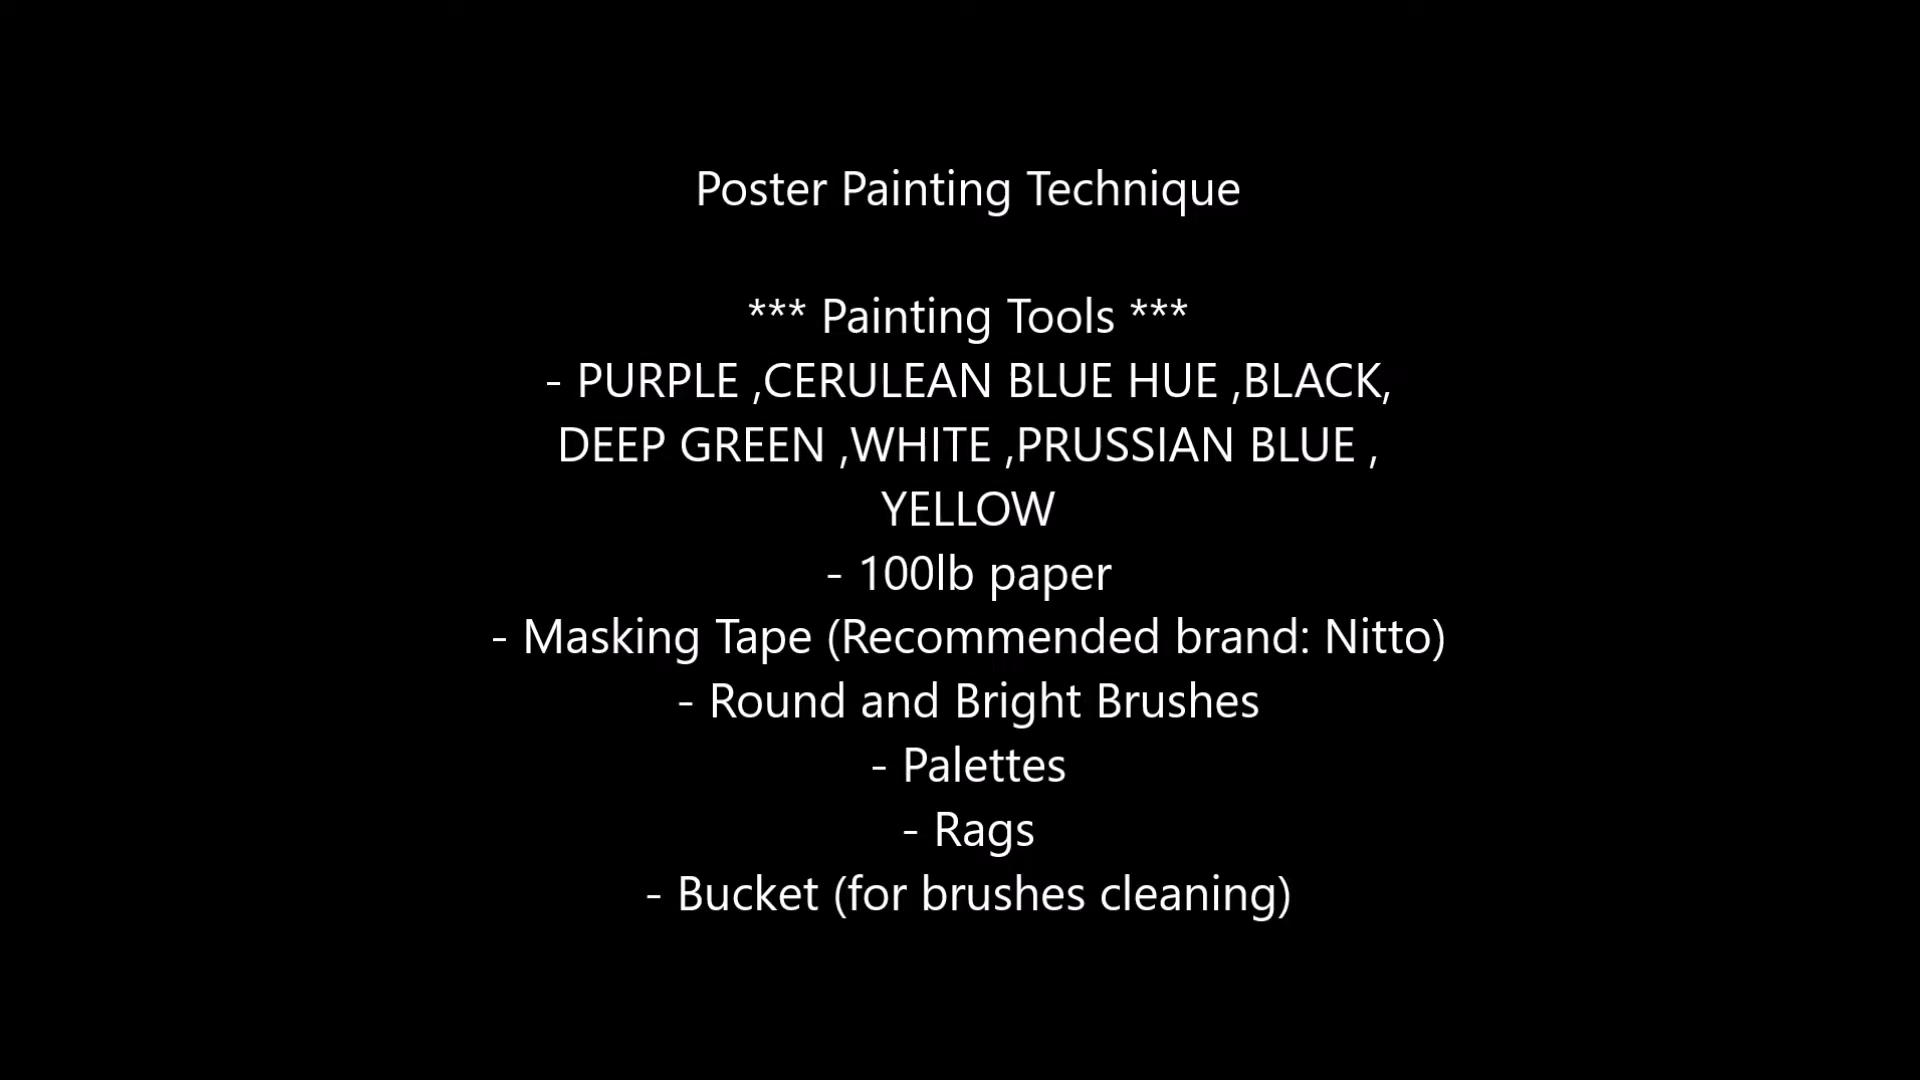 Poster Painting Technique
*** Painting Tools ***
- PURPLE ,CERULEAN BLUE HUE ,BLACK,
DEEP GREEN ,WHITE ,PRUSSIAN BLUE ,
YELLOW
- 100lb paper
- Masking Tape (Recommended brand: Nitto)
- Round and Bright Brushes
- Palettes
- Rags
- Bucket (for brushes cleaning)